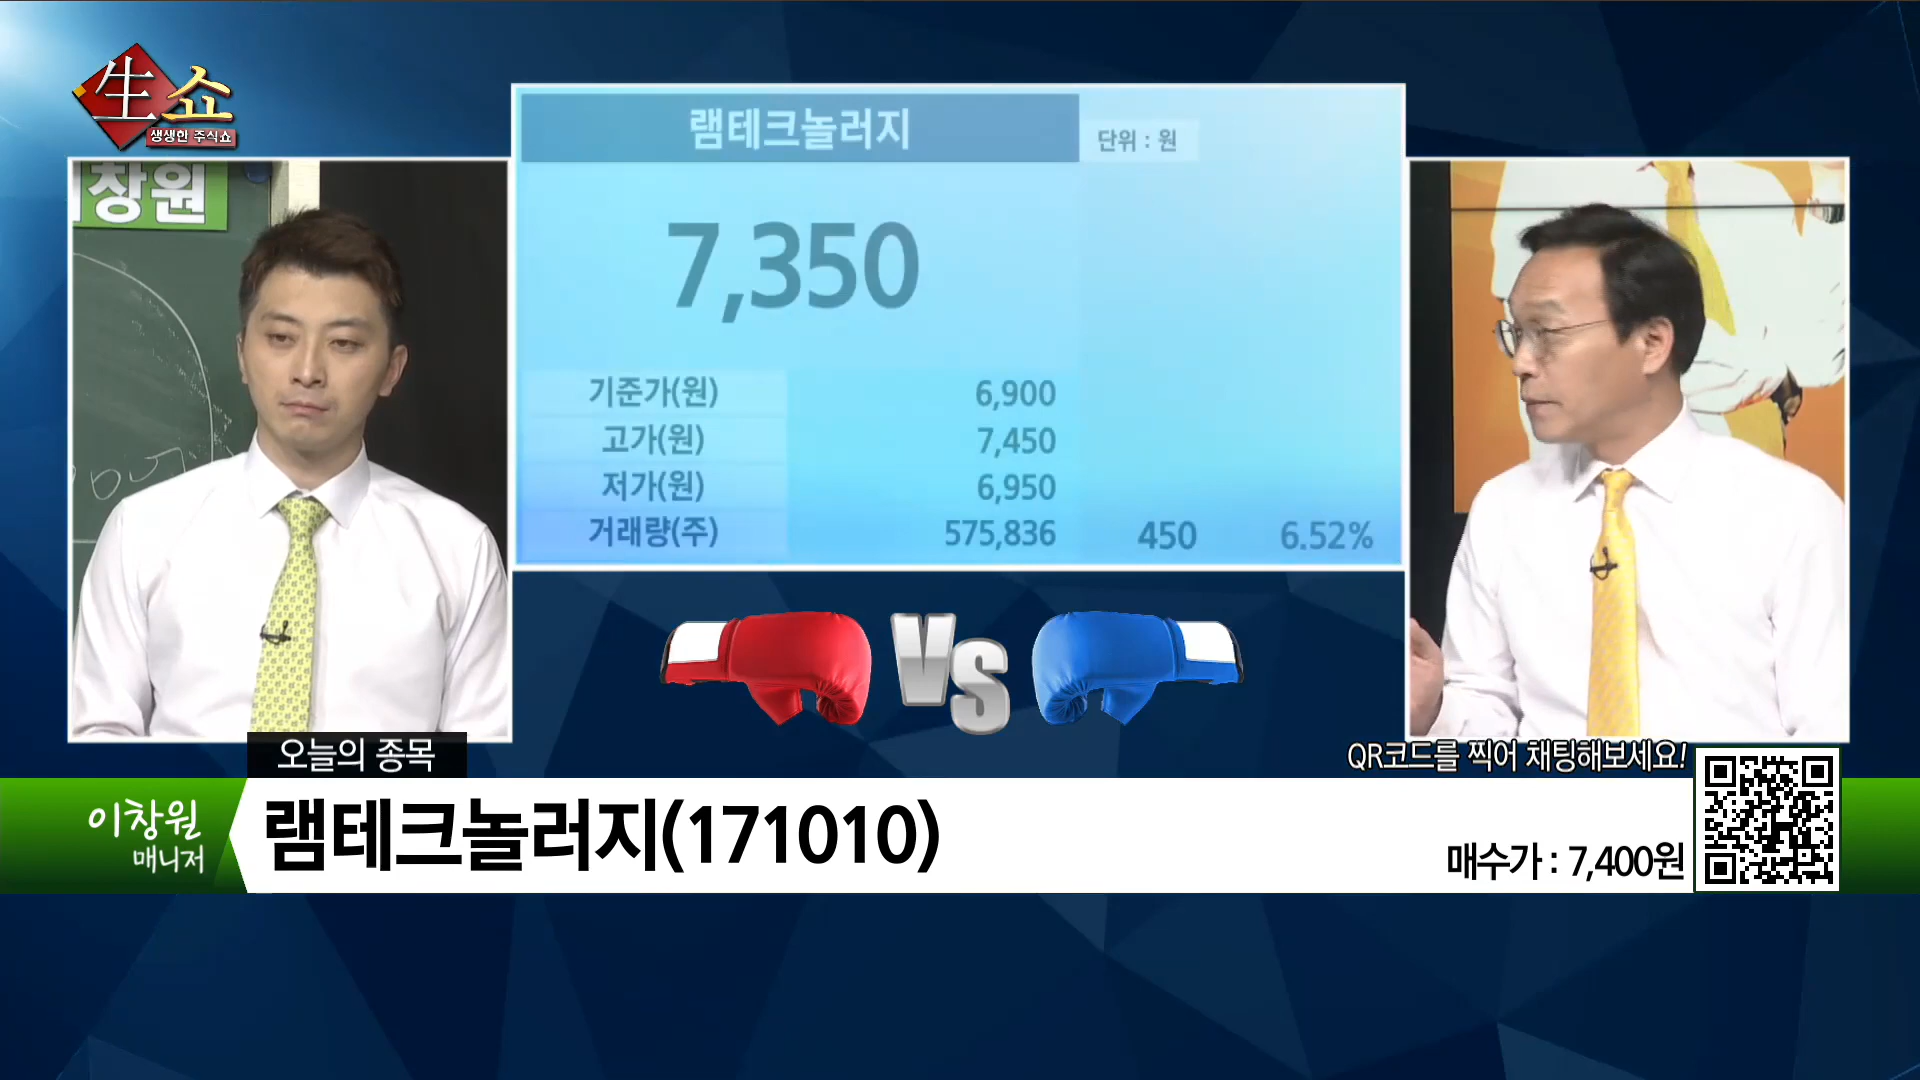 生쇼
생생한 주식쇼
이창원
램테크놀러지
단위 : 원
7,350
기준가(원) 6,900
고가(원) 7,450
저가(원) 6,950
거래량(주) 575,836 450 6.52%
VS
오늘의 종목
QR코드를 찍어 채팅해보세요!
이창원
매니저
램테크놀러지(171010)
매수가 : 7,400원